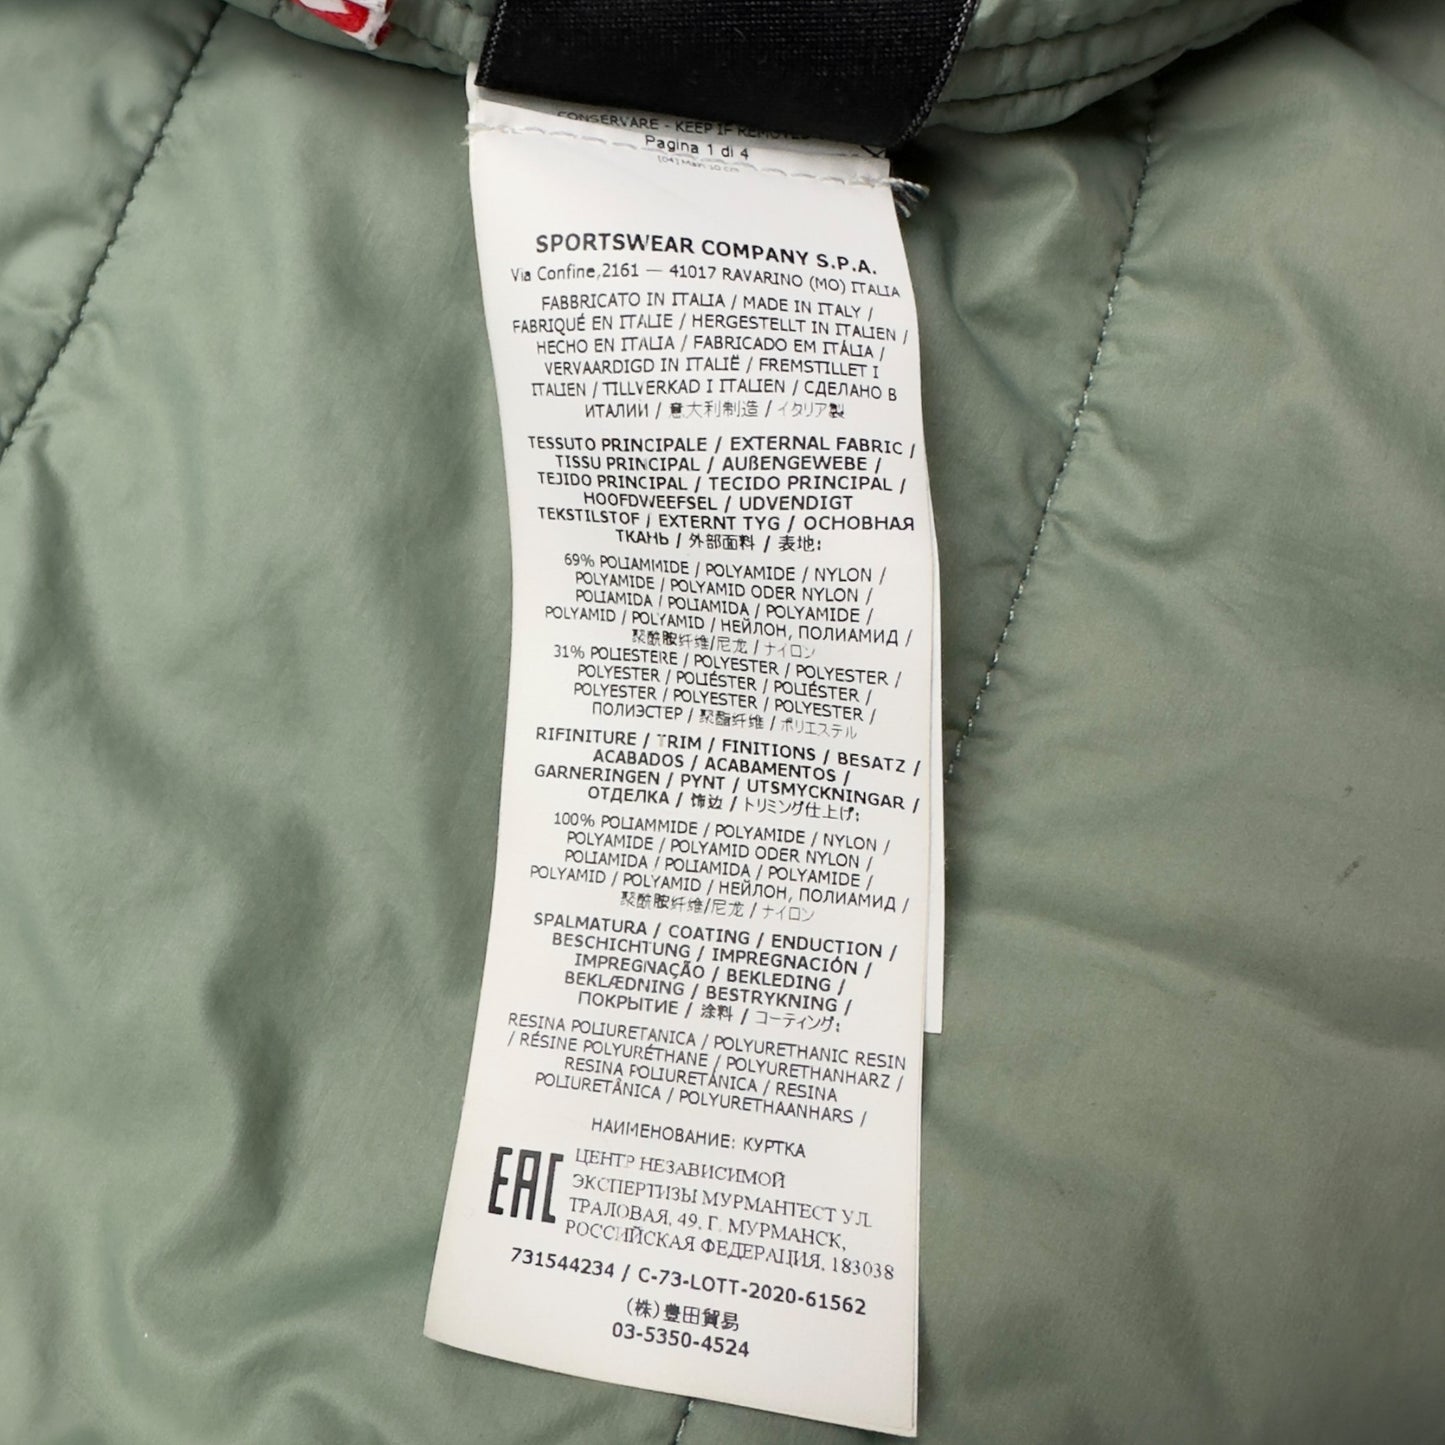 CONSERVARE - KEEP IF REMOVED
Pagina 1 di 4
SPORTSWEAR COMPANY S.P.A.
Via Confine,2161 — 41017 RAVARINO (MO) ITALIA
FABBRICATO IN ITALIA / MADE IN ITALY /
FABRIQUÉ EN ITALIE / HERGESTELLT IN ITALIEN /
HECHO EN ITALIA / FABRICADO EM ITÁLIA /
VERVAARDIGD IN ITALIË / FREMSTILLET I
ITALIEN / TILLVERKAD I ITALIEN / СДЕЛАНО В
ИТАЛИИ / 意大利制造 / イタリア製
TESSUTO PRINCIPALE / EXTERNAL FABRIC /
TISSU PRINCIPAL / AUßENGEWEBE /
TEJIDO PRINCIPAL / TECIDO PRINCIPAL /
HOOFDWEEFSEL / UDVENDIGT
TEKSTILSTOF / EXTERNT TYG / ОСНОВНАЯ
ТКАНЬ / 外部面料 / 表地:
69% POLIAMMIDE / POLYAMIDE / NYLON /
POLYAMIDE / POLYAMID ODER NYLON /
POLIAMIDA / POLIAMIDA / POLYAMIDE /
POLYAMID / POLYAMID / НЕЙЛОН, ПОЛИАМИД /
聚酰胺纤维/尼龙 / ナイロン
31% POLIESTERE / POLYESTER / POLYESTER /
POLYESTER / POLIÉSTER / POLIÉSTER /
POLYESTER / POLYESTER / POLYESTER /
ПОЛИЭСТЕР / 聚酯纤维 / ポリエステル
RIFINITURE / TRIM / FINITIONS / BESATZ /
ACABADOS / ACABAMENTOS /
GARNERINGEN / PYNT / UTSMYCKNINGAR /
ОТДЕЛКА / 饰边 / トリミング仕上げ:
100% POLIAMMIDE / POLYAMIDE / NYLON /
POLYAMIDE / POLYAMID ODER NYLON /
POLIAMIDA / POLIAMIDA / POLYAMIDE /
POLYAMID / POLYAMID / НЕЙЛОН, ПОЛИАМИД /
聚酰胺纤维/尼龙 / ナイロン
SPALMATURA / COATING / ENDUCTION /
BESCHICHTUNG / IMPREGNACIÓN /
IMPREGNAÇÃO / BEKLEDING /
BEKLÆDNING / BESTRYKNING /
ПОКРЫТИЕ / 涂料 / コーティング:
RESINA POLIURETANICA / POLYURETHANIC RESIN
/ RÉSINE POLYURÉTHANE / POLYURETHANHARZ /
RESINA POLIURETÁNICA / RESINA
POLIURETÂNICA / POLYURETHAANHARS /
НАИМЕНОВАНИЕ: КУРТКА
EAC
ЦЕНТР НЕЗАВИСИМОЙ
ЭКСПЕРТИЗЫ МУРМАНТЕСТ УЛ.
ТРАЛОВАЯ, 49, Г. МУРМАНСК,
РОССИЙСКАЯ ФЕДЕРАЦИЯ, 183038
731544234 / C-73-LOTT-2020-61562
(株)豊田貿易
03-5350-4524